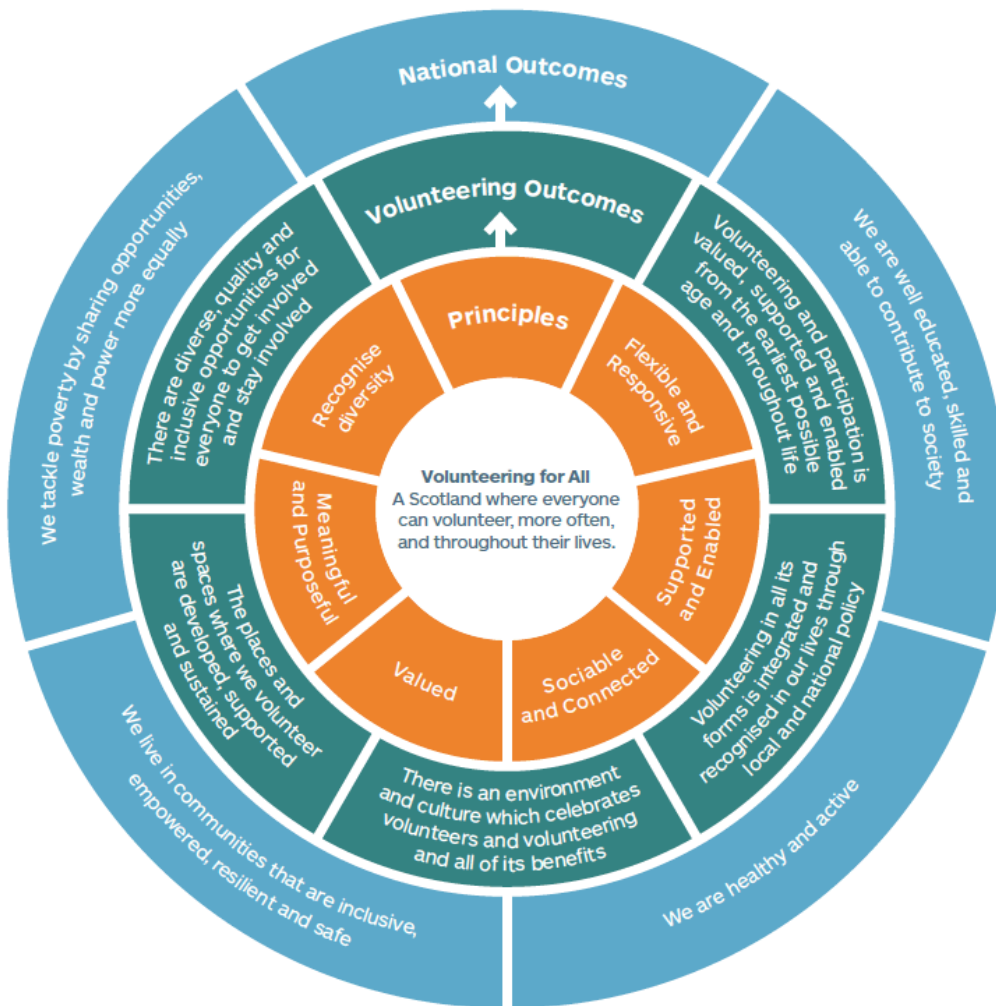 National Outcomes
We are well educated, skilled and
able to contribute to society
We are healthy and active
We live in communities that are inclusive,
empowered, resilient and safe
We tackle poverty by sharing opportunities,
wealth and power more equally
Volunteering Outcomes
Volunteering and participation is
valued, supported and enabled
from the earliest possible
age and throughout life
Volunteering in all its
forms is integrated and
recognised in our lives through
local and national policy
There is an environment
and culture which celebrates
volunteers and volunteering
and all of its benefits
The places and
spaces where we volunteer
are developed, supported
and sustained
There are diverse, quality and
inclusive opportunities for
everyone to get involved
and stay involved
Principles
Flexible and
Responsive
Supported
and Enabled
Sociable
and Connected
Valued
Meaningful
and Purposeful
Recognise
diversity
Volunteering for All
A Scotland where everyone
can volunteer, more often,
and throughout their lives.